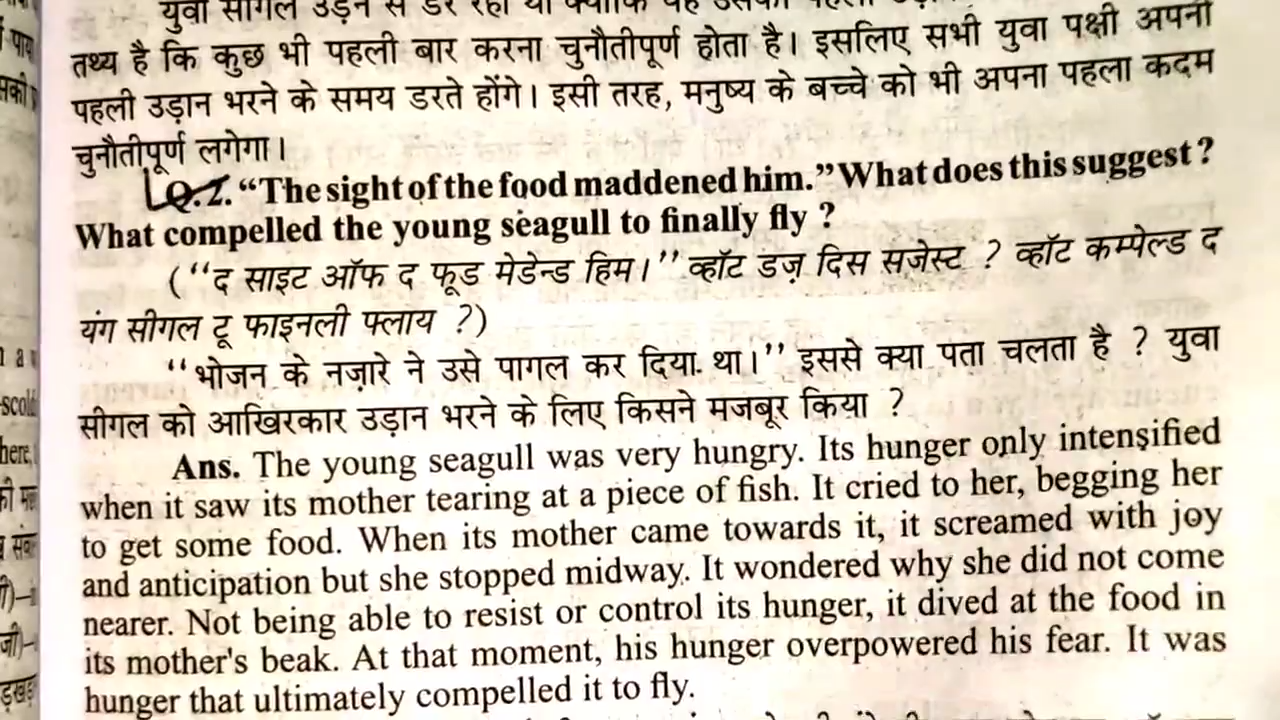 युवा सीगल उड़ने से डर रहा था क्योंकि यह उसकी पहली
तथ्य है कि कुछ भी पहली बार करना चुनौतीपूर्ण होता है। इसलिए सभी युवा पक्षी अपनी
पहली उड़ान भरने के समय डरते होंगे। इसी तरह, मनुष्य के बच्चे को भी अपना पहला कदम
चुनौतीपूर्ण लगेगा।
Q.2. “The sight of the food maddened him.” What does this suggest ?
What compelled the young seagull to finally fly ?
(‘‘द साइट ऑफ द फूड मेडेन्ड हिम।’’ व्हॉट डज़ दिस सजेस्ट ? व्हॉट कम्पेल्ड द
यंग सीगल टू फाइनली फ्लाय ?)
‘‘भोजन के नज़ारे ने उसे पागल कर दिया था।’’ इससे क्या पता चलता है ? युवा
सीगल को आखिरकार उड़ान भरने के लिए किसने मजबूर किया ?
Ans. The young seagull was very hungry. Its hunger only intensified
when it saw its mother tearing at a piece of fish. It cried to her, begging her
to get some food. When its mother came towards it, it screamed with joy
and anticipation but she stopped midway. It wondered why she did not come
nearer. Not being able to resist or control its hunger, it dived at the food in
its mother's beak. At that moment, his hunger overpowered his fear. It was
hunger that ultimately compelled it to fly.